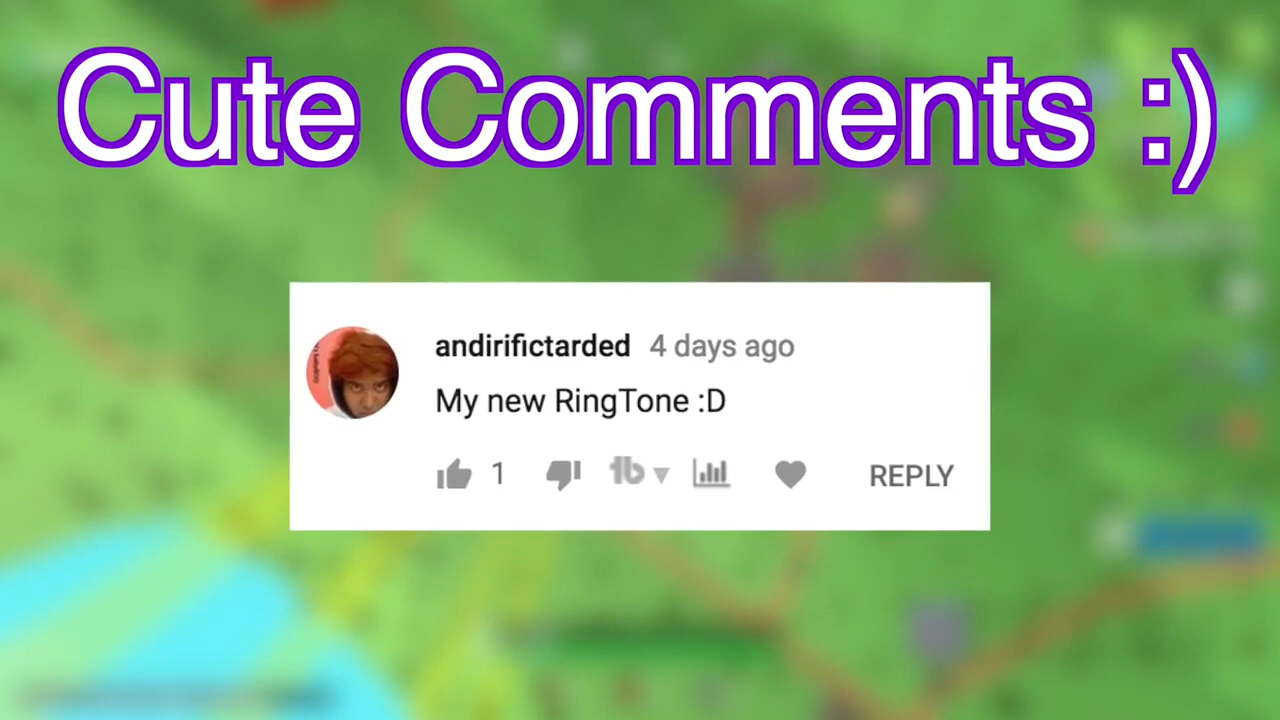 Cute Comments :)
andirifictarded 4 days ago
My new RingTone :D
1
REPLY